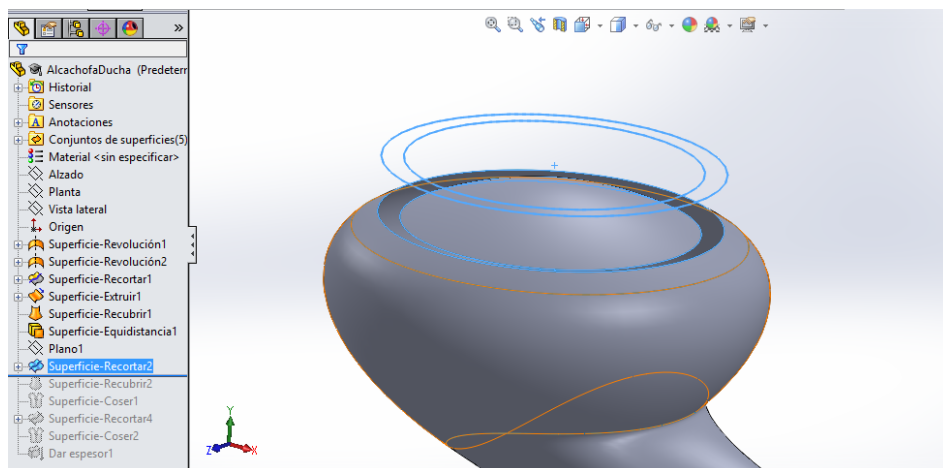 »
AlcachofaDucha (Predeterr
Historial
Sensores
A Anotaciones
Conjuntos de superficies(5)
Material <sin especificar>
Alzado
Planta
Vista lateral
Origen
Superficie-Revolución1
Superficie-Revolución2
Superficie-Recortar1
Superficie-Extruir1
Superficie-Recubrir1
Superficie-Equidistancia1
Plano1
Superficie-Recortar2
Superficie-Recubrir2
Superficie-Coser1
Superficie-Recortar4
Superficie-Coser2
Dar espesor1
Y
Z X